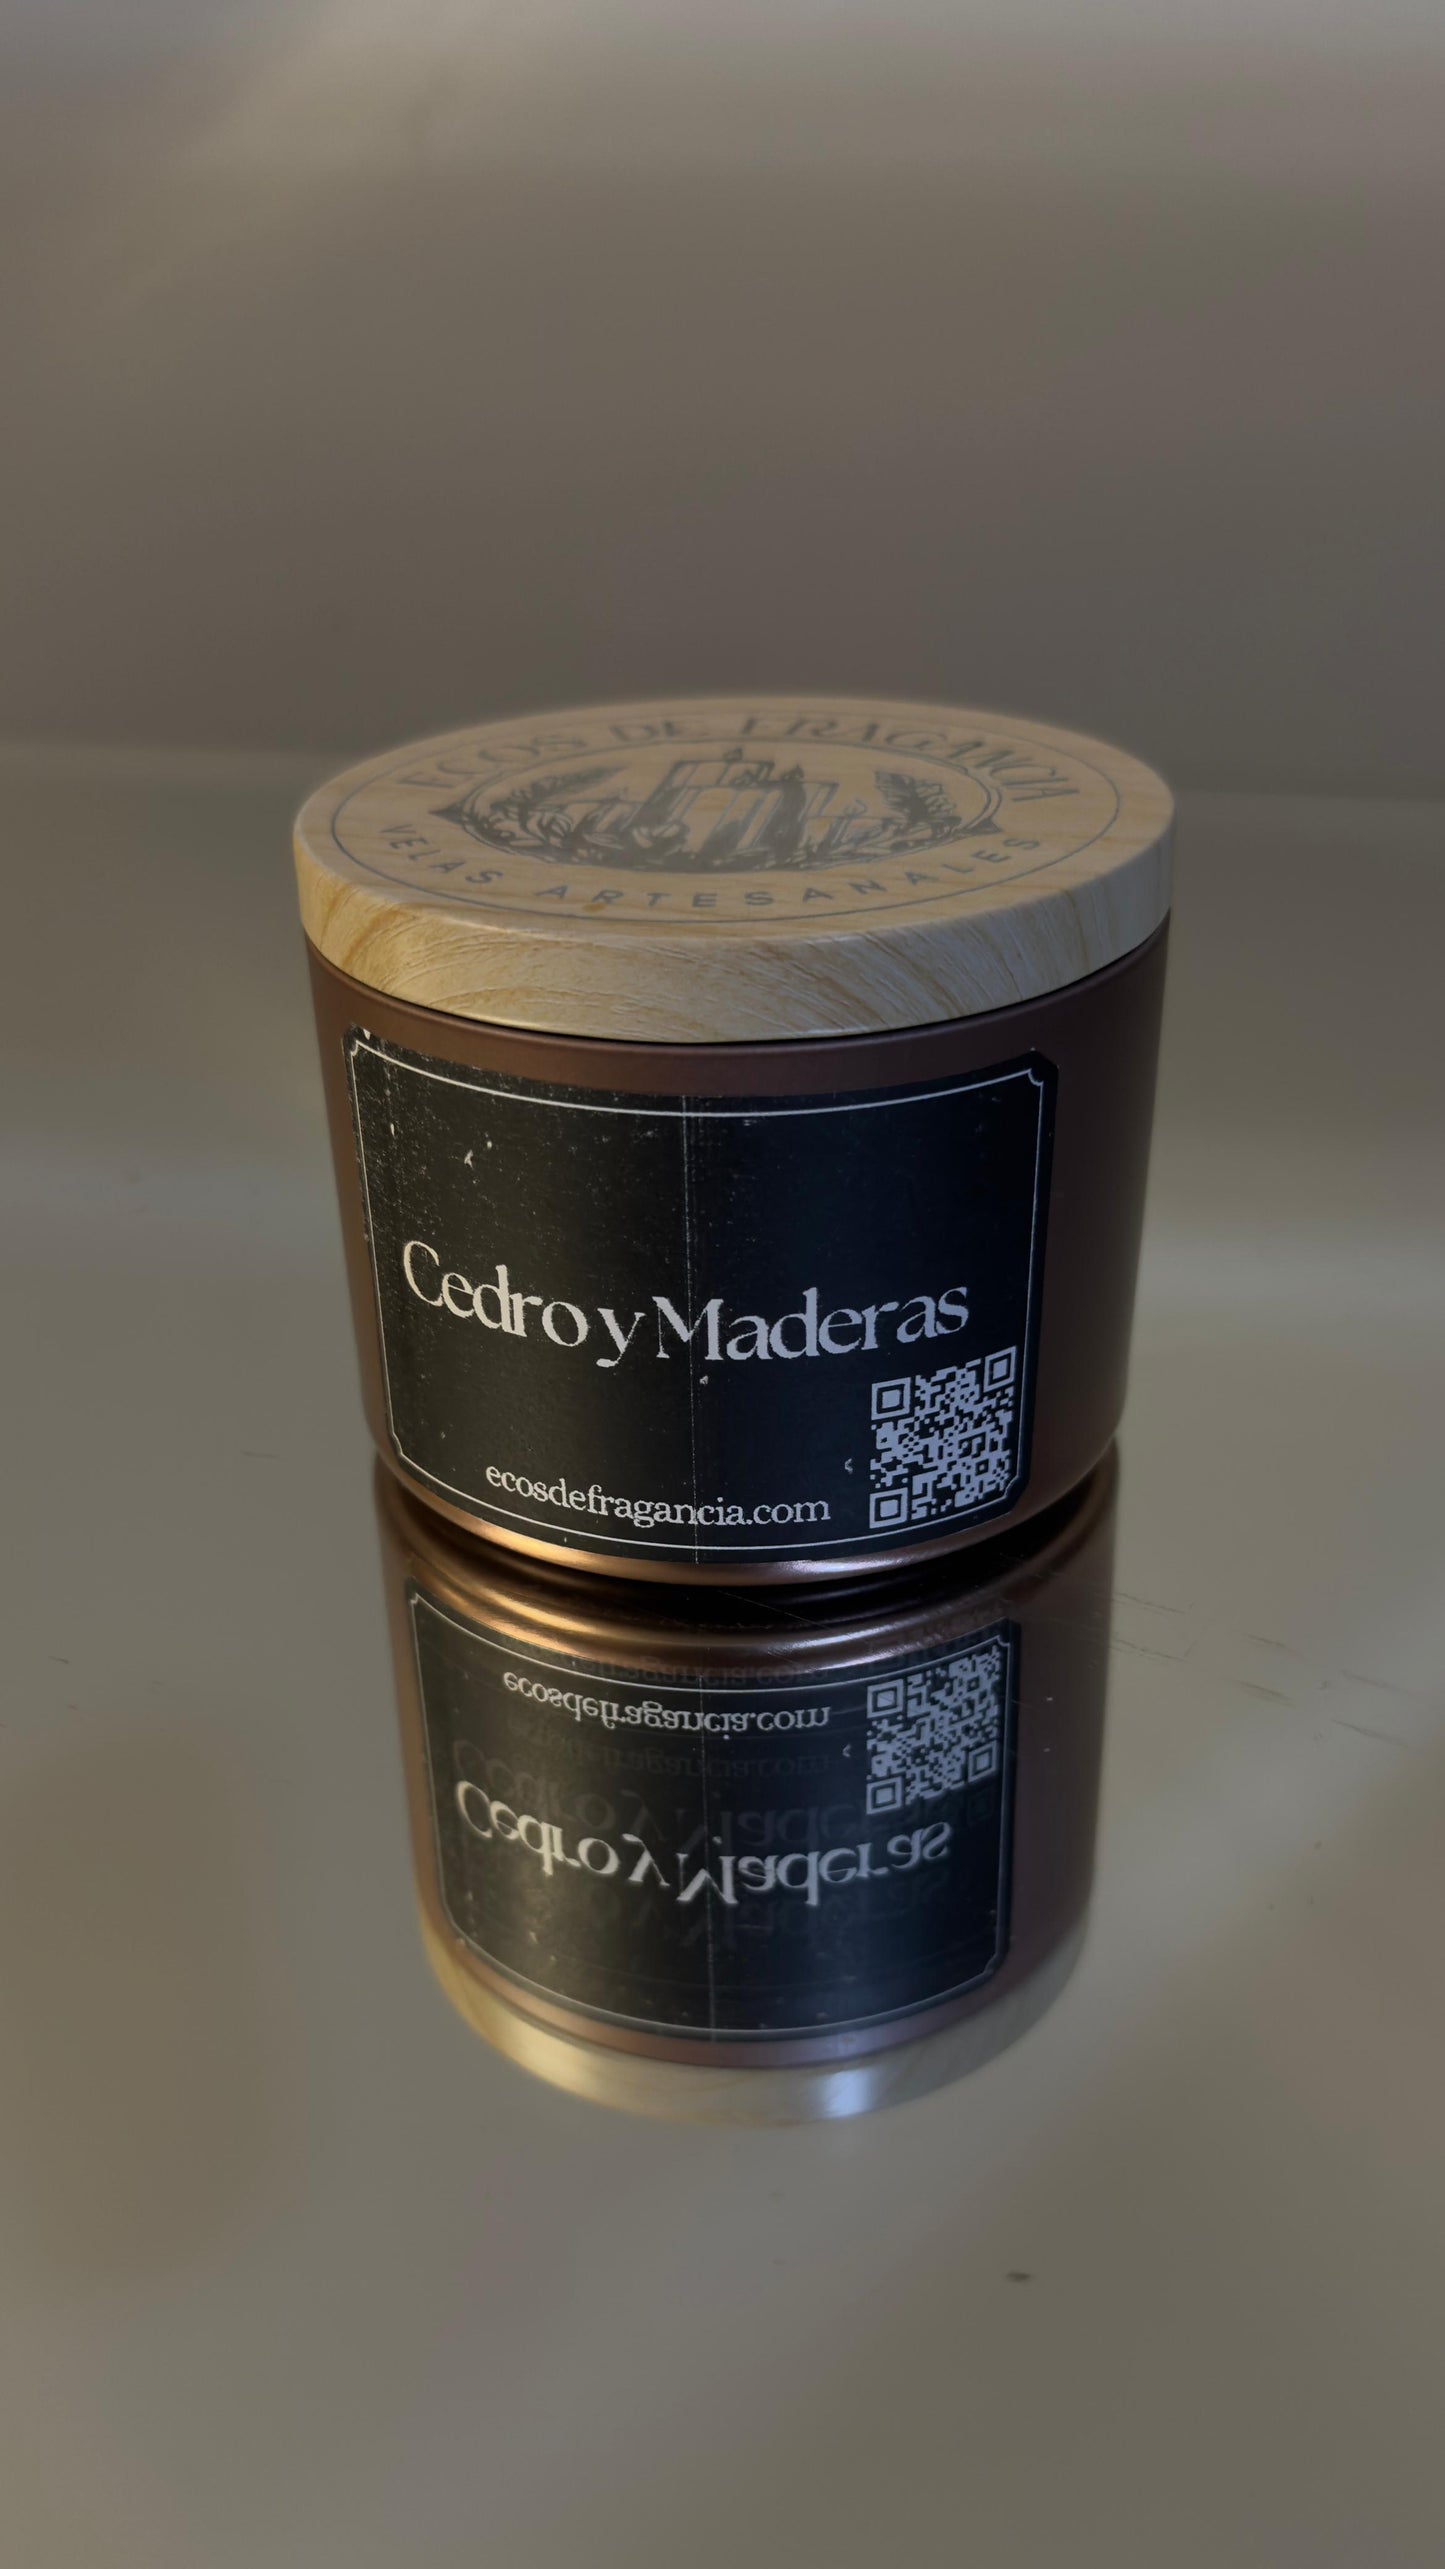 ECOS DE FRAGANCIA
VELAS ARTESANALES
Cedro y Maderas
ecosdefragancia.com